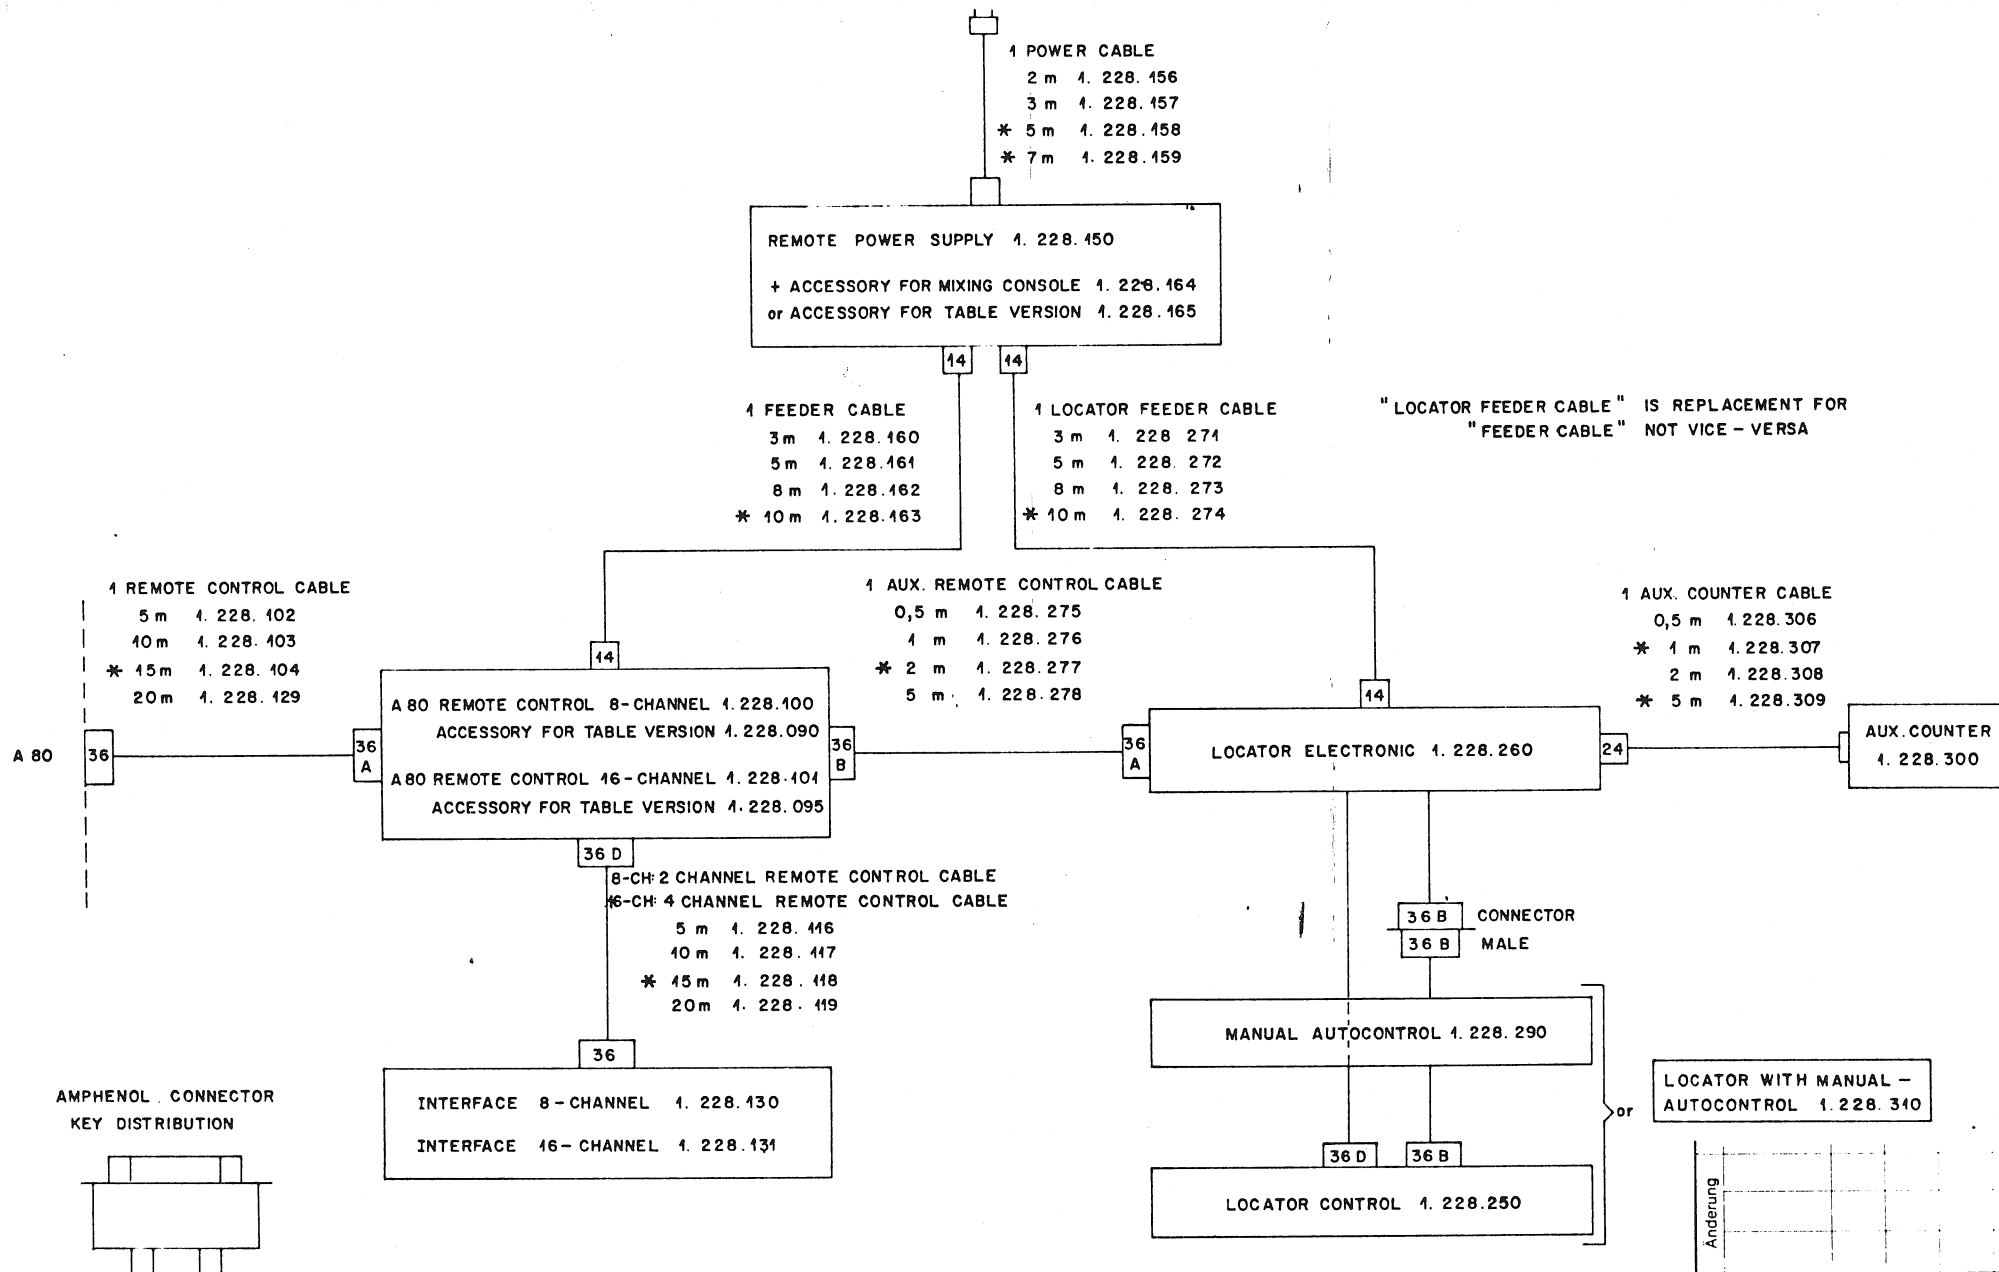 1 POWER CABLE
2 m 1. 228. 156
3 m 1. 228. 157
* 5 m 1. 228. 158
* 7 m 1. 228. 159
REMOTE POWER SUPPLY 1. 228. 150
+ ACCESSORY FOR MIXING CONSOLE 1. 228. 164
or ACCESSORY FOR TABLE VERSION 1. 228. 165
14
14
1 FEEDER CABLE
3 m 1. 228. 160
5 m 1. 228. 161
8 m 1. 228. 162
* 10 m 1. 228. 163
1 LOCATOR FEEDER CABLE
3 m 1. 228 271
5 m 1. 228. 272
8 m 1. 228. 273
* 10 m 1. 228. 274
"LOCATOR FEEDER CABLE" IS REPLACEMENT FOR
"FEEDER CABLE" NOT VICE - VERSA
1 REMOTE CONTROL CABLE
5 m 1. 228. 102
10 m 1. 228. 103
* 15 m 1. 228. 104
20 m 1. 228. 129
1 AUX. REMOTE CONTROL CABLE
0,5 m 1. 228. 275
1 m 1. 228. 276
* 2 m 1. 228. 277
5 m 1. 228. 278
1 AUX. COUNTER CABLE
0,5 m 1. 228. 306
* 1 m 1. 228. 307
2 m 1. 228. 308
* 5 m 1. 228. 309
14
14
A 80
36
36 A
A 80 REMOTE CONTROL 8-CHANNEL 1. 228. 100
ACCESSORY FOR TABLE VERSION 1. 228. 090
A 80 REMOTE CONTROL 16-CHANNEL 1. 228. 101
ACCESSORY FOR TABLE VERSION 1. 228. 095
36 B
36 A
LOCATOR ELECTRONIC 1. 228. 260
24
AUX. COUNTER
1. 228. 300
36 D
8-CH: 2 CHANNEL REMOTE CONTROL CABLE
16-CH: 4 CHANNEL REMOTE CONTROL CABLE
5 m 1. 228. 116
10 m 1. 228. 117
* 15 m 1. 228. 118
20 m 1. 228. 119
36 B CONNECTOR
36 B MALE
MANUAL AUTOCONTROL 1. 228. 290
36
INTERFACE 8 - CHANNEL 1. 228. 130
INTERFACE 16 - CHANNEL 1. 228. 131
or
LOCATOR WITH MANUAL -
AUTOCONTROL 1. 228. 310
36 D
36 B
LOCATOR CONTROL 1. 228. 250
AMPHENOL CONNECTOR
KEY DISTRIBUTION
Änderung